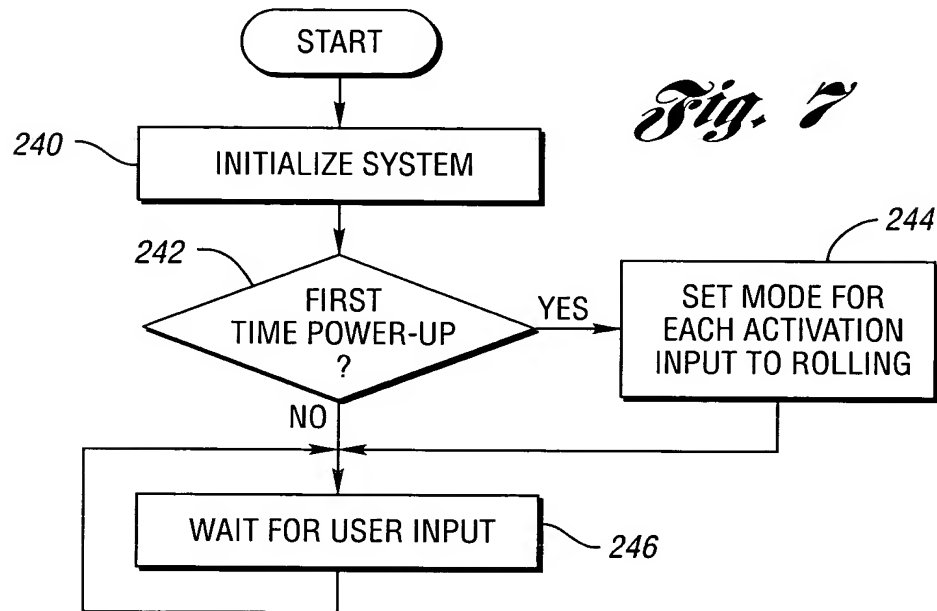 START
Fig. 7
240
INITIALIZE SYSTEM
242
FIRST
TIME POWER-UP
?
YES
244
SET MODE FOR
EACH ACTIVATION
INPUT TO ROLLING
NO
WAIT FOR USER INPUT
246